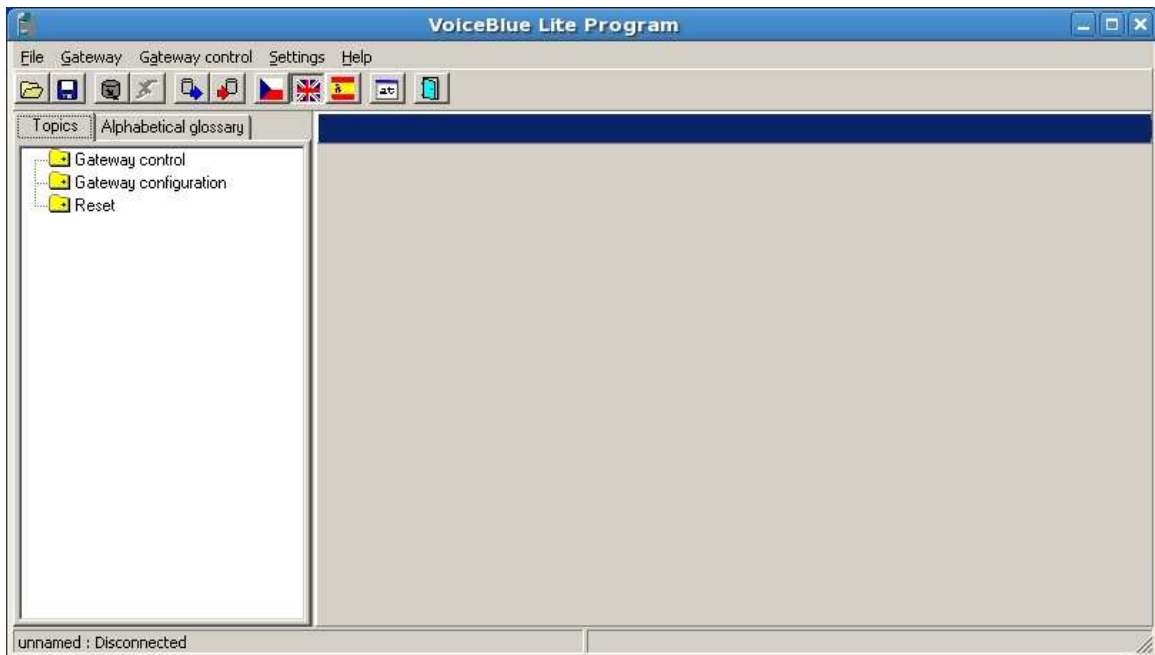 VoiceBlue Lite Program
File Gateway Gateway control Settings Help
at
Topics Alphabetical glossary
Gateway control
Gateway configuration
Reset
unnamed : Disconnected